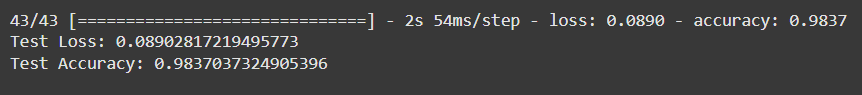 43/43 [==============================] - 2s 54ms/step - loss: 0.0890 - accuracy: 0.9837
Test Loss: 0.08902817219495773
Test Accuracy: 0.9837037324905396